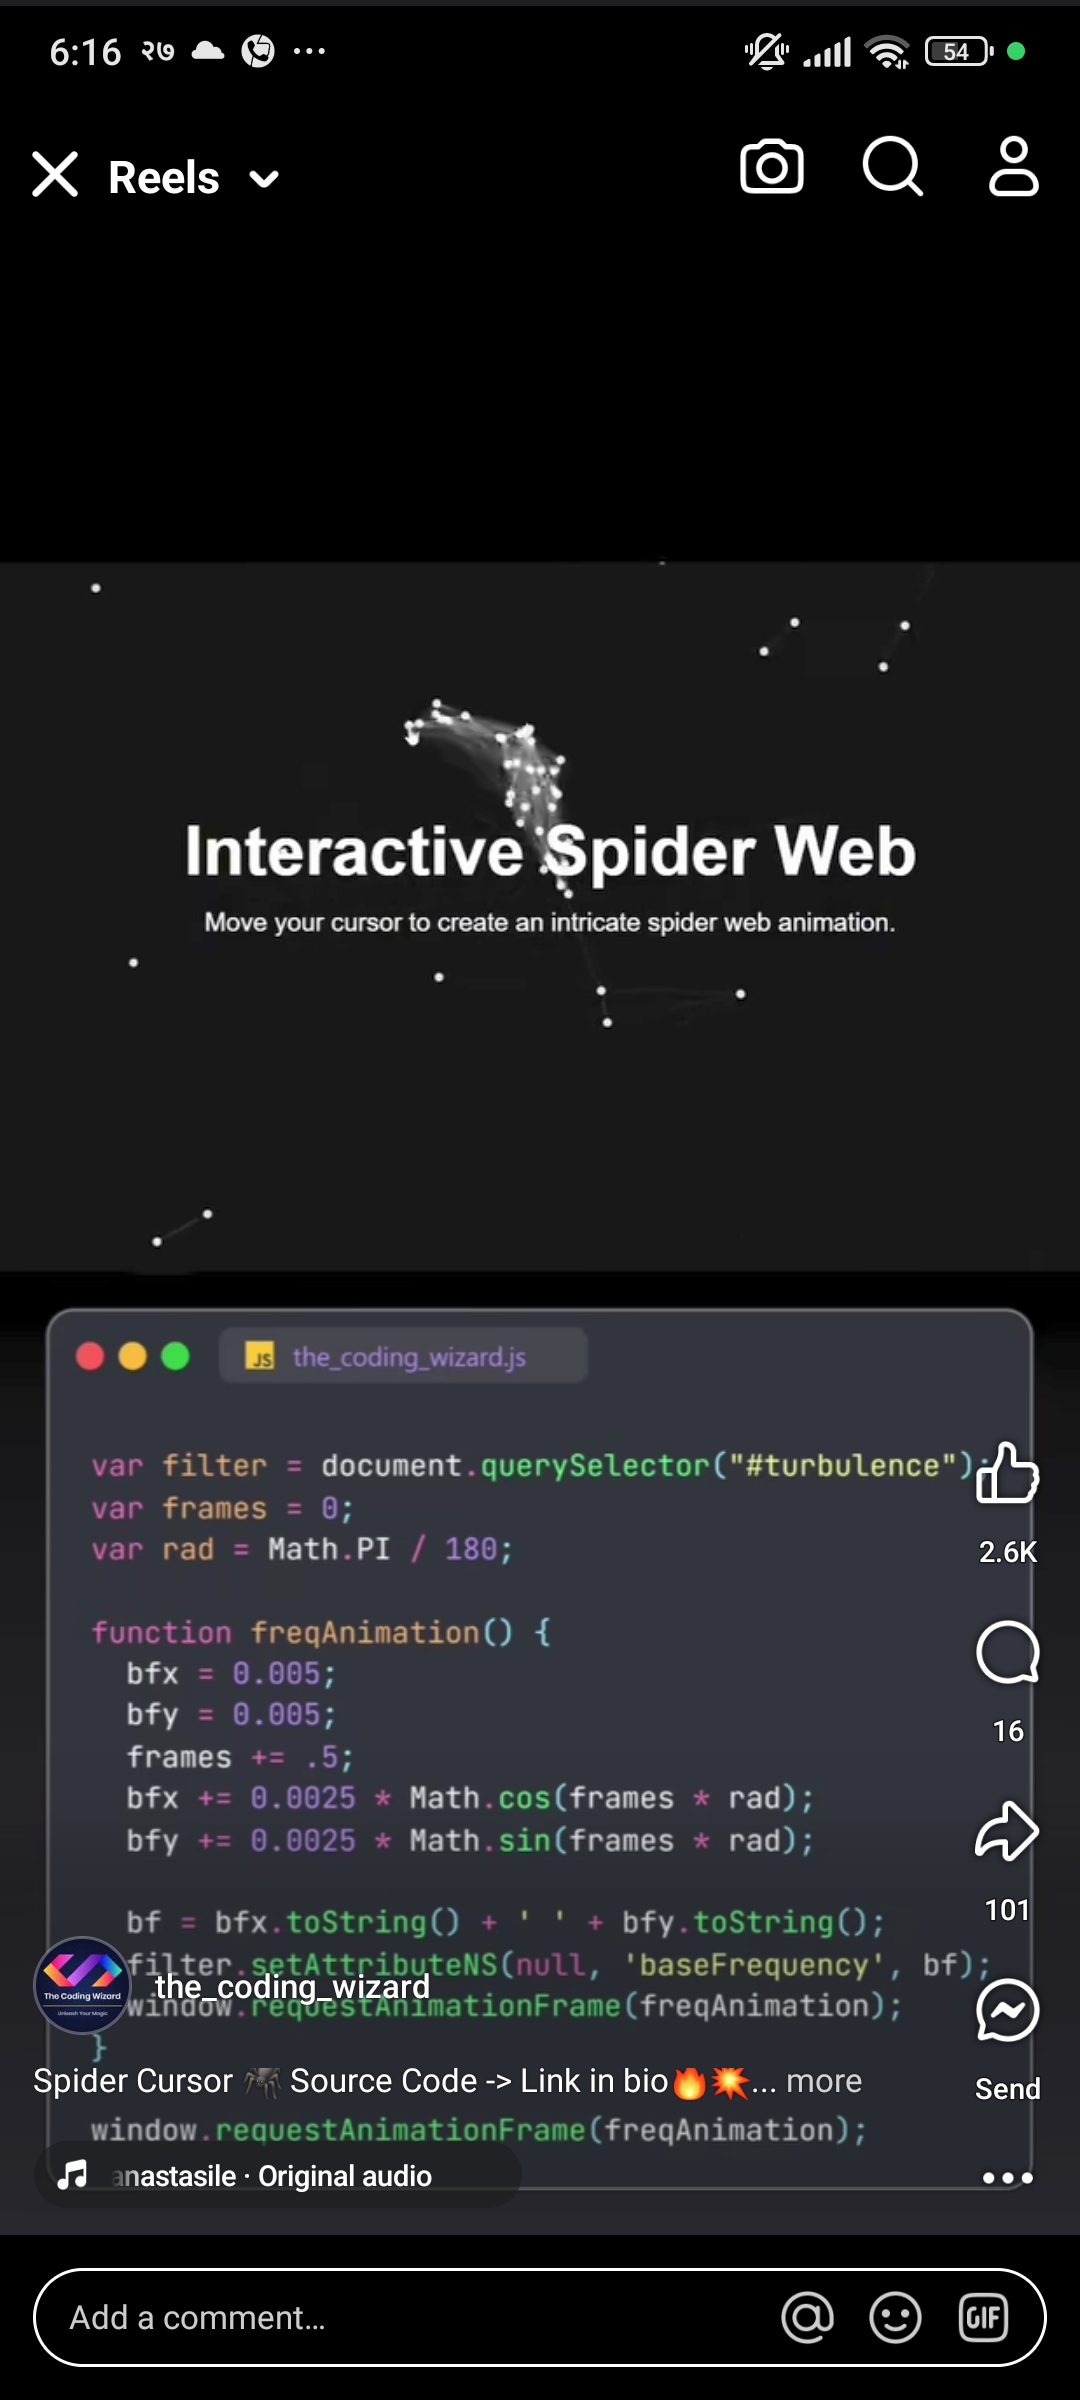 6:16 ২৬ 54
Reels
Interactive Spider Web
Move your cursor to create an intricate spider web animation.
JS the_coding_wizard.js
var filter = document.querySelector("#turbulence");
var frames = 0;
var rad = Math.PI / 180;
2.6K
function freqAnimation() {
bfx = 0.005;
bfy = 0.005;
16
frames += .5;
bfx += 0.0025 * Math.cos(frames * rad);
bfy += 0.0025 * Math.sin(frames * rad);
101
bf = bfx.toString() + ' ' + bfy.toString();
filter.setAttributeNS(null, 'baseFrequency', bf);
The Coding Wizard
Unleash Your Magic
the_coding_wizard
window.requestAnimationFrame(freqAnimation);
}
Spider Cursor 🕷 Source Code -> Link in bio🔥💥... more
Send
window.requestAnimationFrame(freqAnimation);
anastasile · Original audio
Add a comment...
GIF